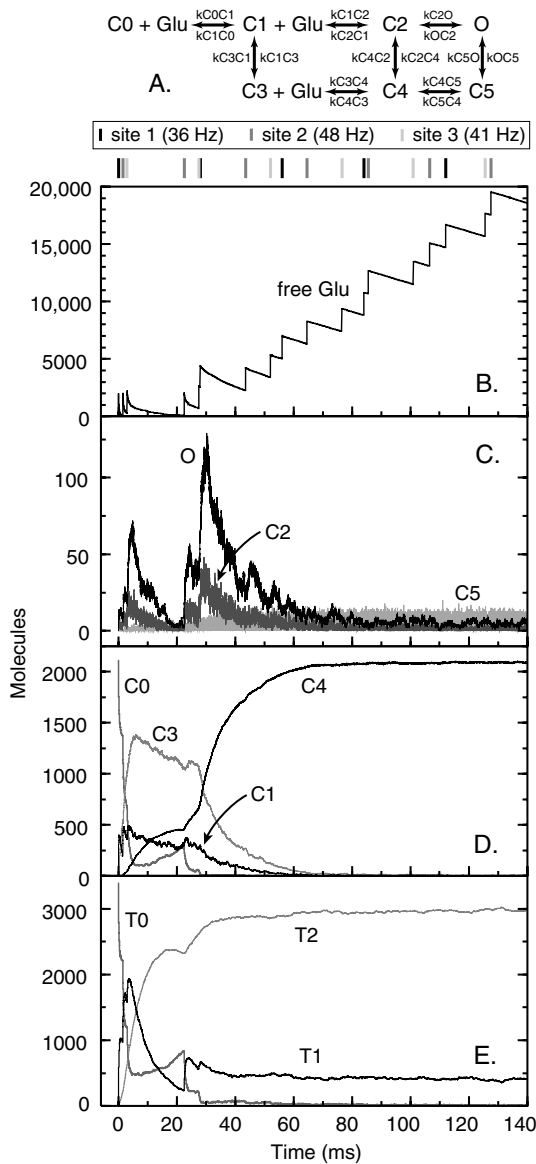 C0 + Glu kC0C1 kC1C0 C1 + Glu kC1C2 kC2C1 C2 kC2O kOC2 O
kC3C1 kC1C3 kC4C2 kC2C4 kC5O kOC5
A. C3 + Glu kC3C4 kC4C3 C4 kC4C5 kC5C4 C5
site 1 (36 Hz) site 2 (48 Hz) site 3 (41 Hz)
20,000
15,000
10,000
5000
0
free Glu
B.
100
50
0
O
C2
C5
C.
Molecules
2000
1500
1000
500
0
C0
C3
C4
C1
D.
3000
2000
1000
0
T0
T2
T1
E.
0 20 40 60 80 100 120 140
Time (ms)